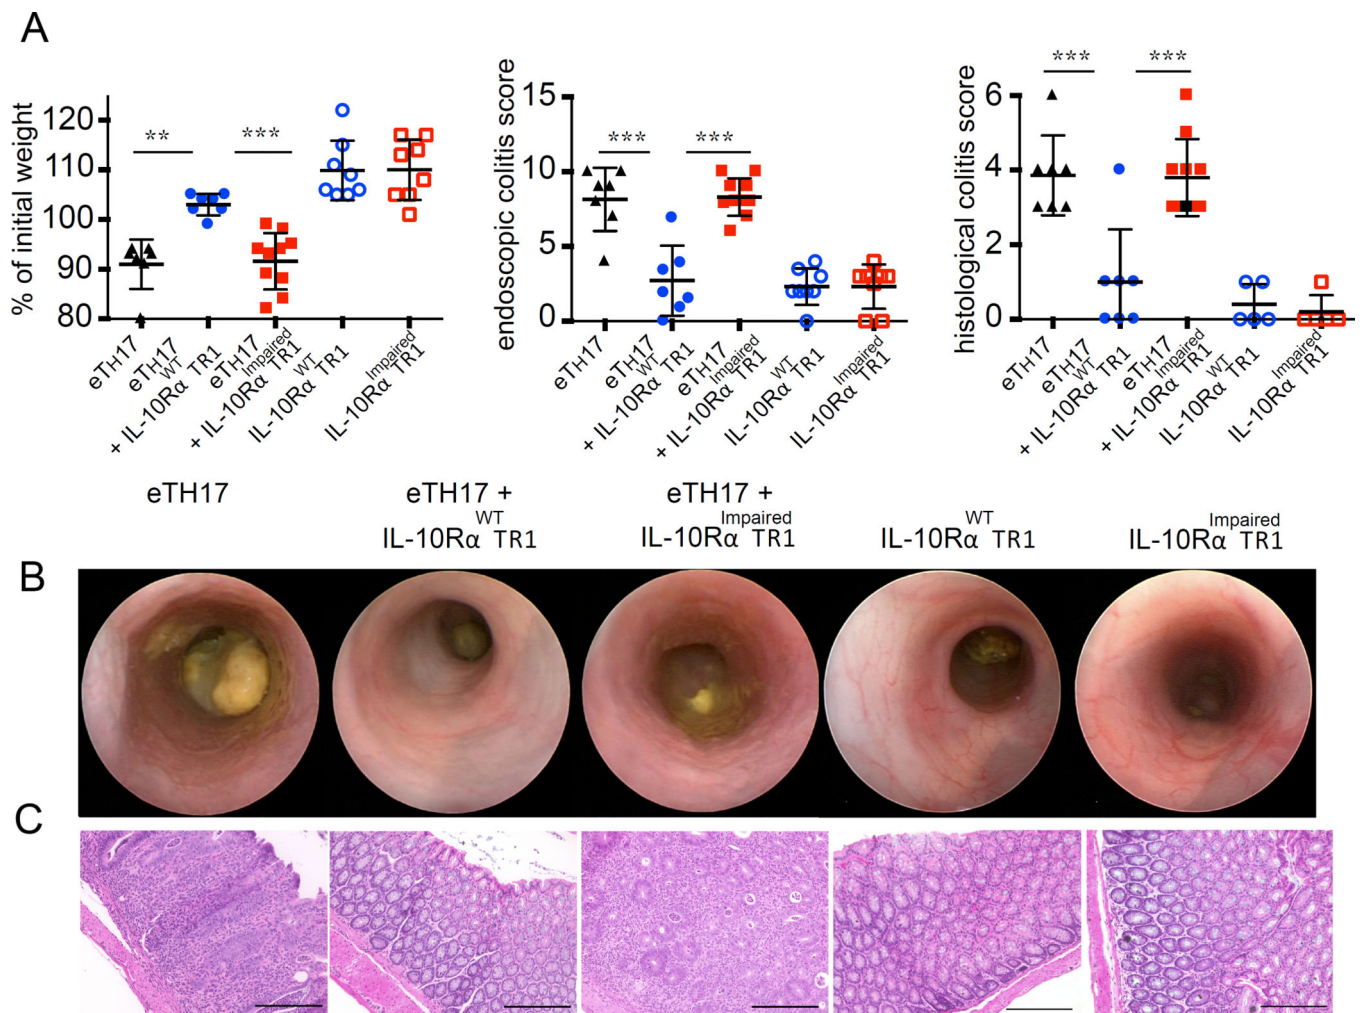 A
% of initial weight
120
110
100
90
80
**
***
eTH17
eTH17
+ IL-10Rα WT TR1
eTH17
+ IL-10Rα Impaired TR1
IL-10Rα WT TR1
IL-10Rα Impaired TR1
endoscopic colitis score
15
10
5
0
***
***
eTH17
eTH17
+ IL-10Rα WT TR1
eTH17
+ IL-10Rα Impaired TR1
IL-10Rα WT TR1
IL-10Rα Impaired TR1
histological colitis score
6
4
2
0
***
***
eTH17
eTH17
+ IL-10Rα WT TR1
eTH17
+ IL-10Rα Impaired TR1
IL-10Rα WT TR1
IL-10Rα Impaired TR1
eTH17
eTH17 +
IL-10Rα WT TR1
eTH17 +
IL-10Rα Impaired TR1
IL-10Rα WT TR1
IL-10Rα Impaired TR1
B
C